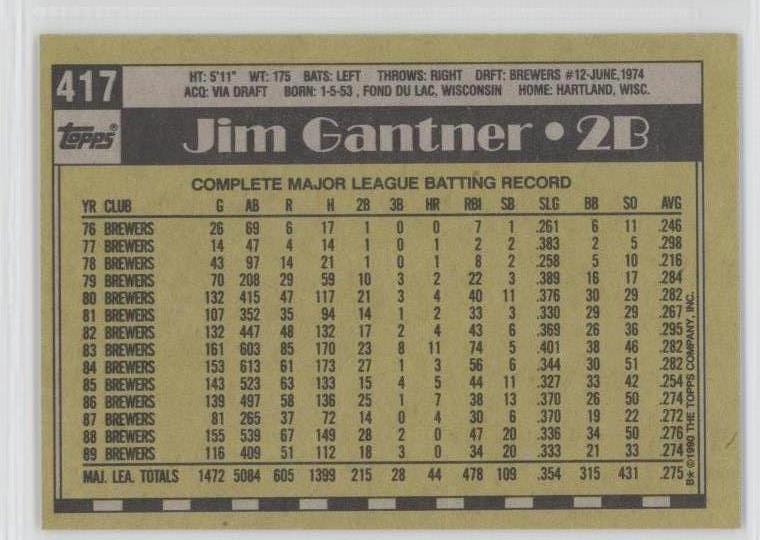 417
HT: 5'11" WT: 175 BATS: LEFT THROWS: RIGHT DRFT: BREWERS #12-JUNE, 1974
ACQ: VIA DRAFT BORN: 1-5-53 , FOND DU LAC, WISCONSIN HOME: HARTLAND, WISC.
TOPPS®
Jim Gantner • 2B
COMPLETE MAJOR LEAGUE BATTING RECORD
YR CLUB G AB R H 2B 3B HR RBI SB SLG BB SO AVG
76 BREWERS 26 69 6 17 1 0 0 7 1 .261 6 11 .246
77 BREWERS 14 47 4 14 1 0 1 2 2 .383 2 5 .298
78 BREWERS 43 97 14 21 1 0 1 8 2 .258 5 10 .216
79 BREWERS 70 208 29 59 10 3 2 22 3 .389 16 17 .284
80 BREWERS 132 415 47 117 21 3 4 40 11 .376 30 29 .282
81 BREWERS 107 352 35 94 14 1 2 33 3 .330 29 29 .267
82 BREWERS 132 447 48 132 17 2 4 43 6 .369 26 36 .295
83 BREWERS 161 603 85 170 23 8 11 74 5 .401 38 46 .282
84 BREWERS 153 613 61 173 27 1 3 56 6 .344 30 51 .282
85 BREWERS 143 523 63 133 15 4 5 44 11 .327 33 42 .254
86 BREWERS 139 497 58 136 25 1 7 38 13 .370 26 50 .274
87 BREWERS 81 265 37 72 14 0 4 30 6 .370 19 22 .272
88 BREWERS 155 539 67 149 28 2 0 47 20 .336 34 50 .276
89 BREWERS 116 409 51 112 18 3 0 34 20 .333 21 33 .274
MAJ. LEA. TOTALS 1472 5084 605 1399 215 28 44 478 109 .354 315 431 .275
B* ©1990 THE TOPPS COMPANY, INC.